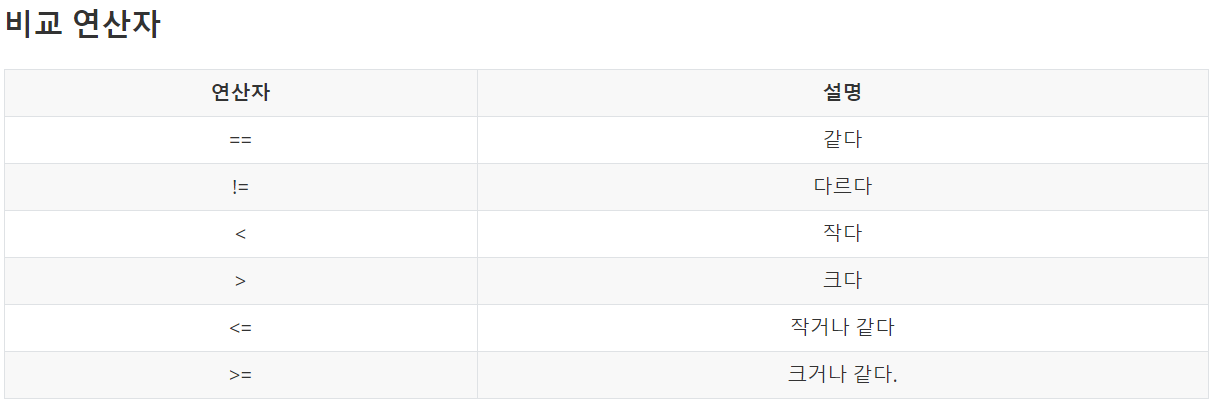 비교 연산자
연산자 설명
== 같다
!= 다르다
< 작다
> 크다
<= 작거나 같다
>= 크거나 같다.